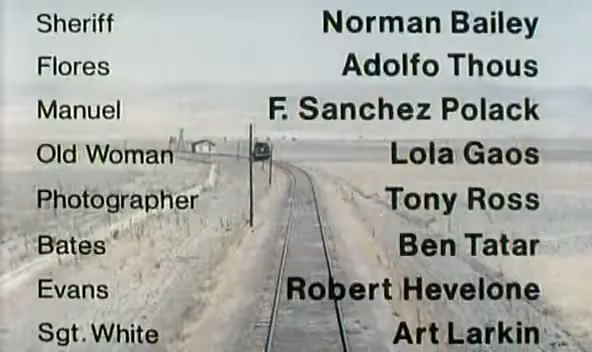 Sheriff Norman Bailey
Flores Adolfo Thous
Manuel F. Sanchez Polack
Old Woman Lola Gaos
Photographer Tony Ross
Bates Ben Tatar
Evans Robert Hevelone
Sgt. White Art Larkin